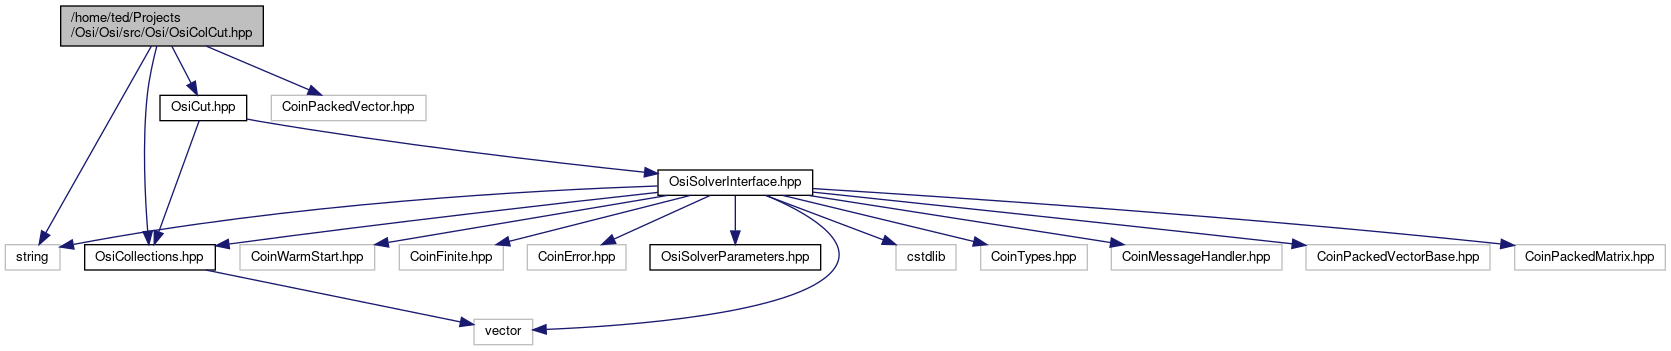 /home/ted/Projects
/Osi/Osi/src/Osi/OsiColCut.hpp
OsiCut.hpp
CoinPackedVector.hpp
OsiSolverInterface.hpp
string
OsiCollections.hpp
CoinWarmStart.hpp
CoinFinite.hpp
CoinError.hpp
OsiSolverParameters.hpp
cstdlib
CoinTypes.hpp
CoinMessageHandler.hpp
CoinPackedVectorBase.hpp
CoinPackedMatrix.hpp
vector